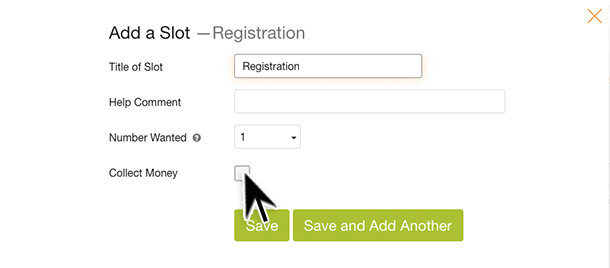 Add a Slot —Registration
Title of Slot Registration
Help Comment
Number Wanted ? 1
Collect Money
Save Save and Add Another